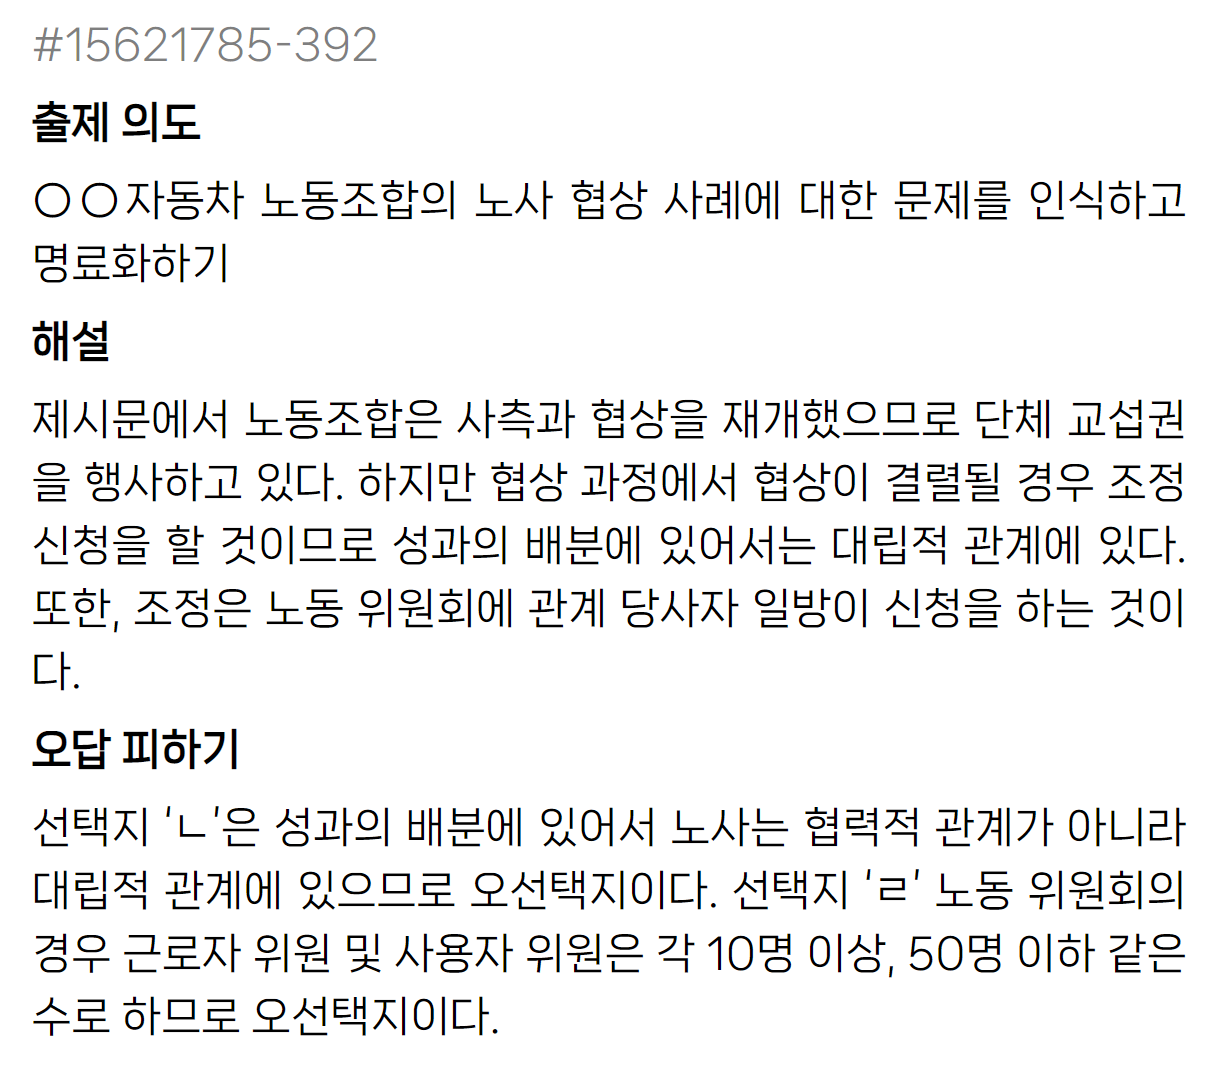 #15621785-392
출제 의도
○○자동차 노동조합의 노사 협상 사례에 대한 문제를 인식하고
명료화하기
해설
제시문에서 노동조합은 사측과 협상을 재개했으므로 단체 교섭권
을 행사하고 있다. 하지만 협상 과정에서 협상이 결렬될 경우 조정
신청을 할 것이므로 성과의 배분에 있어서는 대립적 관계에 있다.
또한, 조정은 노동 위원회에 관계 당사자 일방이 신청을 하는 것이
다.
오답 피하기
선택지 ‘ㄴ’은 성과의 배분에 있어서 노사는 협력적 관계가 아니라
대립적 관계에 있으므로 오선택지이다. 선택지 ‘ㄹ’ 노동 위원회의
경우 근로자 위원 및 사용자 위원은 각 10명 이상, 50명 이하 같은
수로 하므로 오선택지이다.